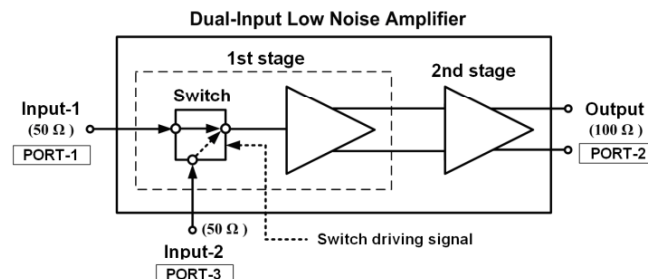 Dual-Input Low Noise Amplifier
1st stage
2nd stage
Switch
Input-1
(50 Ω)
PORT-1
Output
(100 Ω)
PORT-2
(50 Ω)
Input-2
PORT-3
Switch driving signal